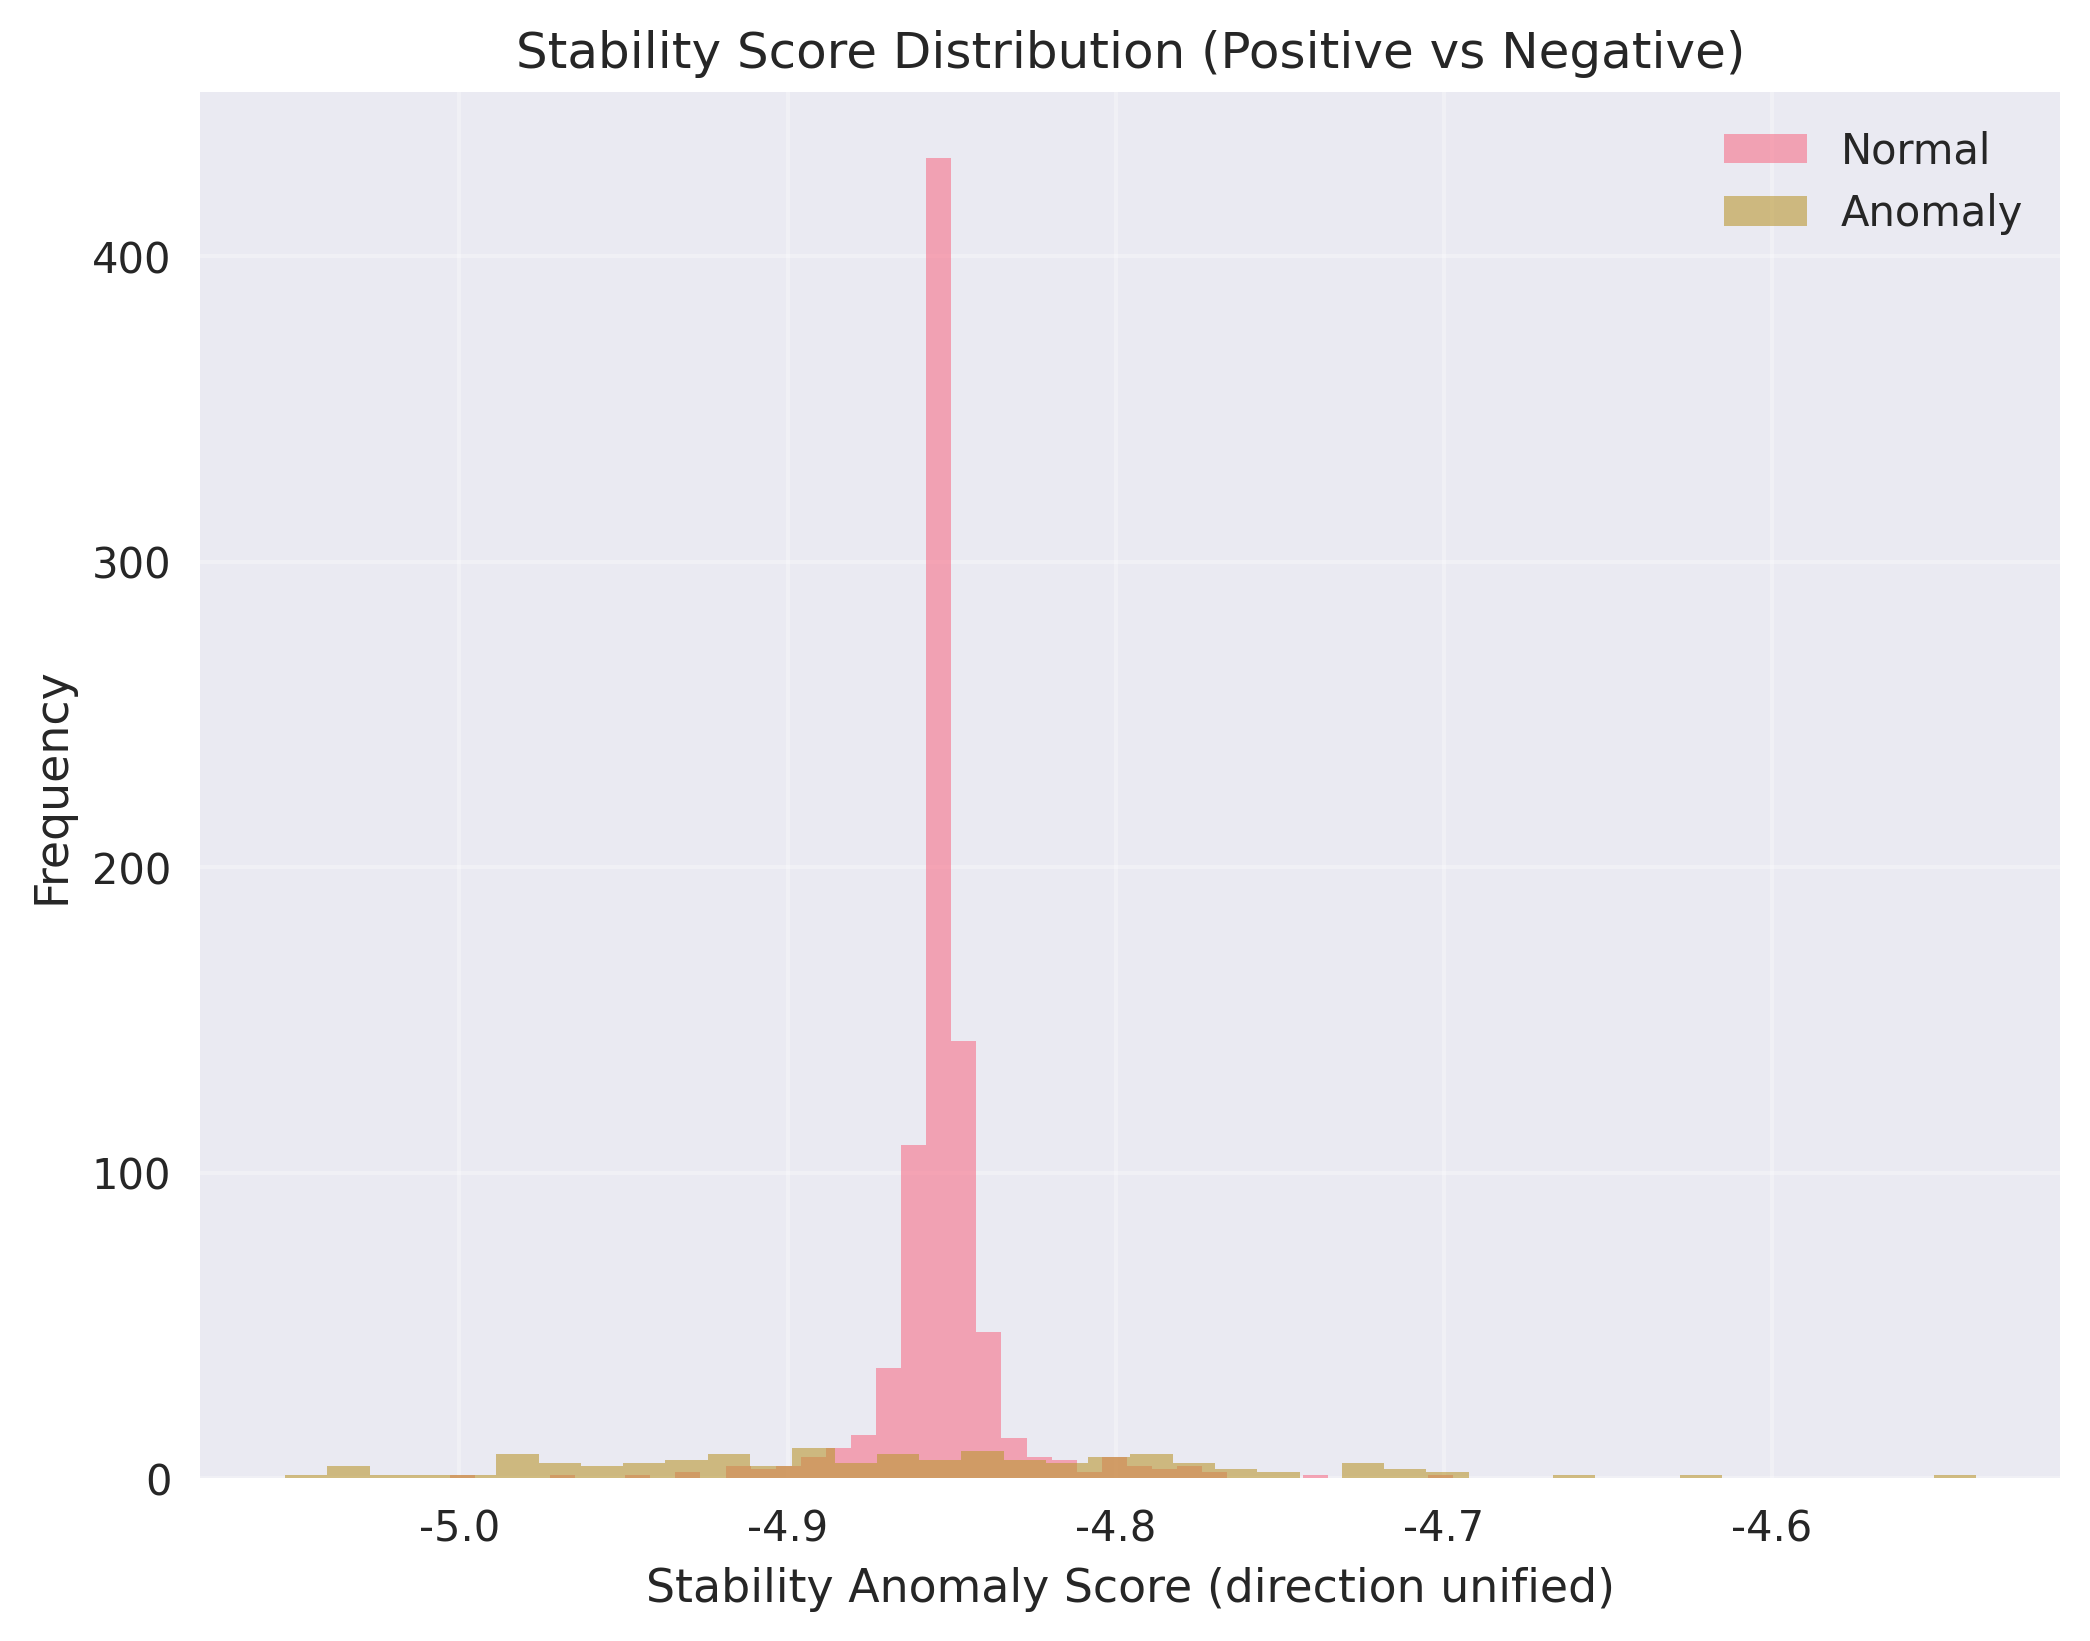 Stability Score Distribution (Positive vs Negative)
Normal
Anomaly
Frequency
400
300
200
100
0
-5.0 -4.9 -4.8 -4.7 -4.6
Stability Anomaly Score (direction unified)